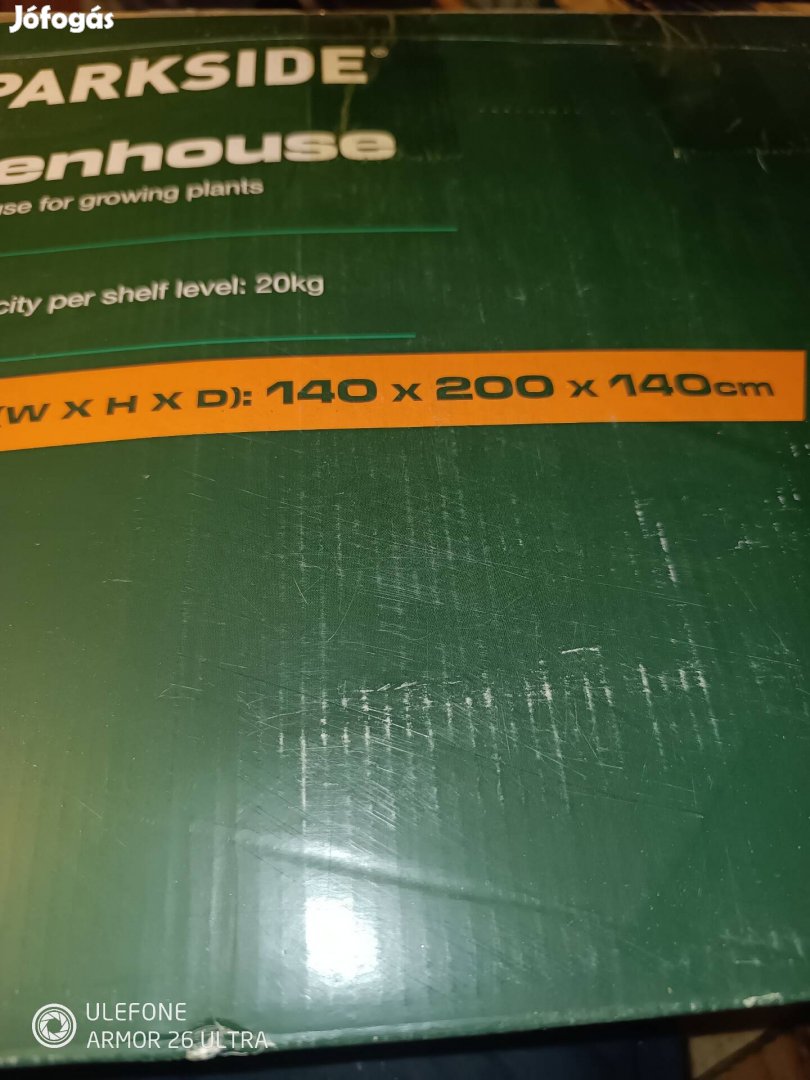 Jófogás
PARKSIDE®
enhouse
use for growing plants
city per shelf level: 20kg
(W X H X D): 140 x 200 x 140cm
ULEFONE
ARMOR 26 ULTRA